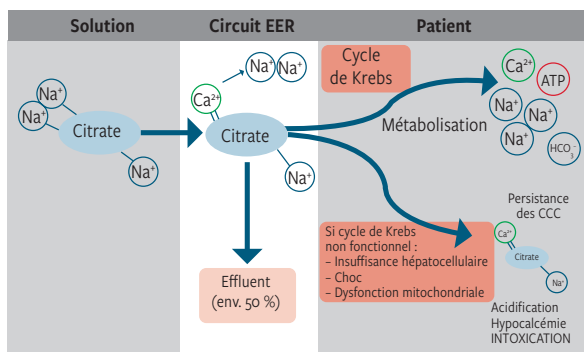 Solution
Circuit EER
Patient
Na⁺
Na⁺
Citrate
Na⁺
Na⁺ Na⁺
Ca²⁺
Citrate
Na⁺
Effluent
(env. 50 %)
Cycle
de Krebs
Métabolisation
Ca²⁺
ATP
Na⁺
Na⁺
Na⁺
HCO₃⁻
Si cycle de Krebs
non fonctionnel :
– Insuffisance hépatocellulaire
– Choc
– Dysfonction mitochondriale
Persistance
des CCC
Ca²⁺
Citrate
Na⁺
Acidification
Hypocalcémie
INTOXICATION